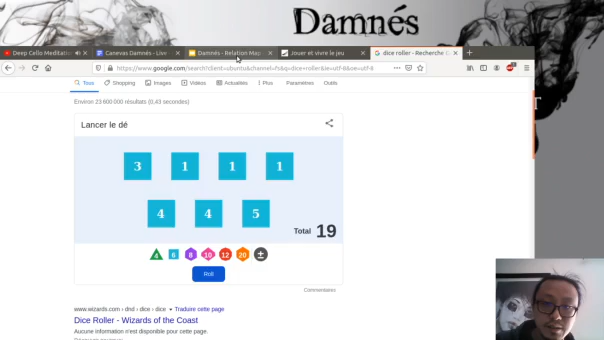 Damnés
Deep Cello Meditati
Canevas Damnés - Live
Damnés - Relation Map
Jouer et vivre le jeu
dice roller - Recherche
https://www.google.com/search?client=ubuntu&channel=fs&q=dice+roller&ie=utf-8&oe=utf-8
Tous
Shopping
Images
Vidéos
Actualités
Plus
Paramètres
Outils
Environ 23 600 000 résultats (0,43 secondes)
Lancer le dé
3 1 1 1
4 4 5
Total 19
4 6 8 10 12 20
Roll
Commentaires
www.wizards.com › dnd › dice › dice ▾ Traduire cette page
Dice Roller - Wizards of the Coast
Aucune information n'est disponible pour cette page.